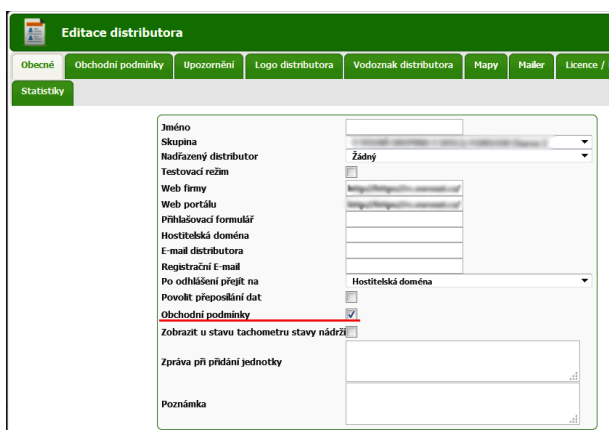 Editace distributora
Obecné Obchodní podmínky Upozornění Logo distributora Vodoznak distributora Mapy Mailer Licence /
Statistiky
Jméno
Skupina
Nadřazený distributor Žádný
Testovací režim
Web firmy
Web portálu
Přihlašovací formulář
Hostitelská doména
E-mail distributora
Registrační E-mail
Po odhlášení přejít na Hostitelská doména
Povolit přeposílání dat
Obchodní podmínky
Zobrazit u stavu tachometru stavy nádrží
Zpráva při přidání jednotky
Poznámka